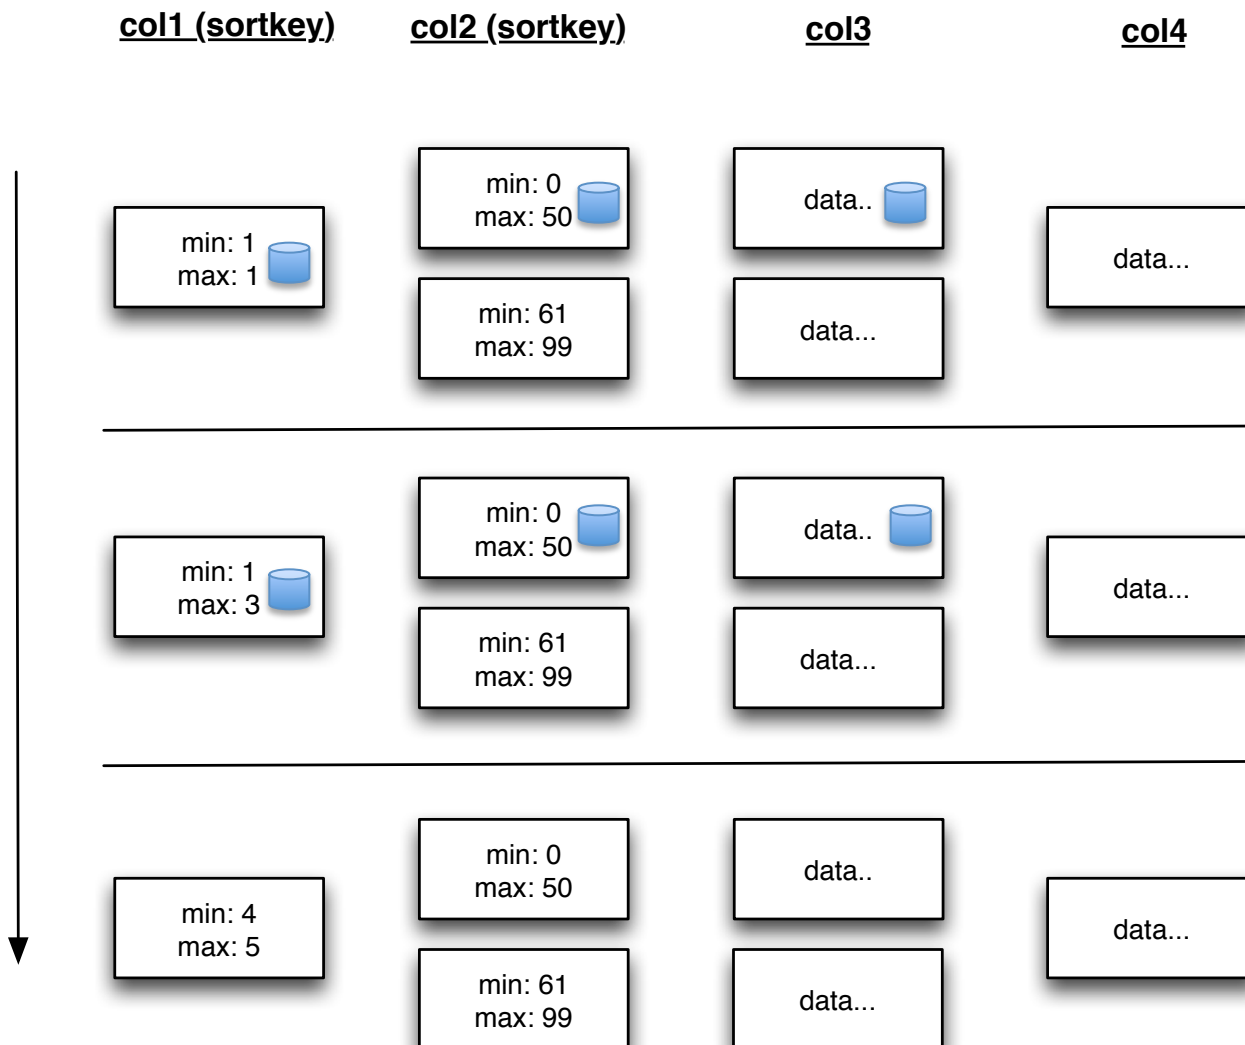 col1 (sortkey)
col2 (sortkey)
col3
col4
min: 1
max: 1
min: 0
max: 50
min: 61
max: 99
data..
data...
data...
min: 1
max: 3
min: 0
max: 50
min: 61
max: 99
data..
data...
data...
min: 4
max: 5
min: 0
max: 50
min: 61
max: 99
data..
data...
data...